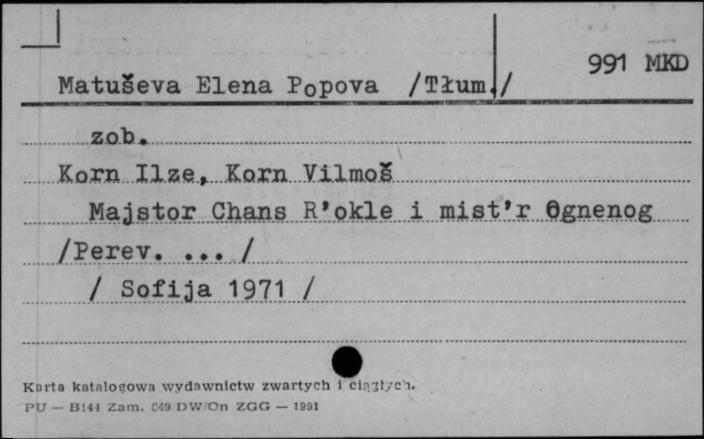 991 MKD
Matuševa Elena Popova /Tłum./
zob.
Korn Ilze, Korn Vilmoš
Majstor Chans R'okle i mist'r Ognenog
/Perev. ... /
/ Sofija 1971 /
Karta katalogowa wydawnictw zwartych i ciągłych.
PU — B144 Zam. 049 DW/On ZGG — 1991